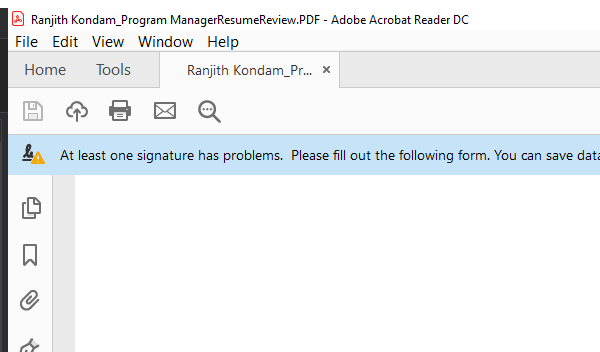 Ranjith Kondam_Program ManagerResumeReview.PDF - Adobe Acrobat Reader DC
File Edit View Window Help
Home Tools Ranjith Kondam_Pr... ×
At least one signature has problems. Please fill out the following form. You can save data